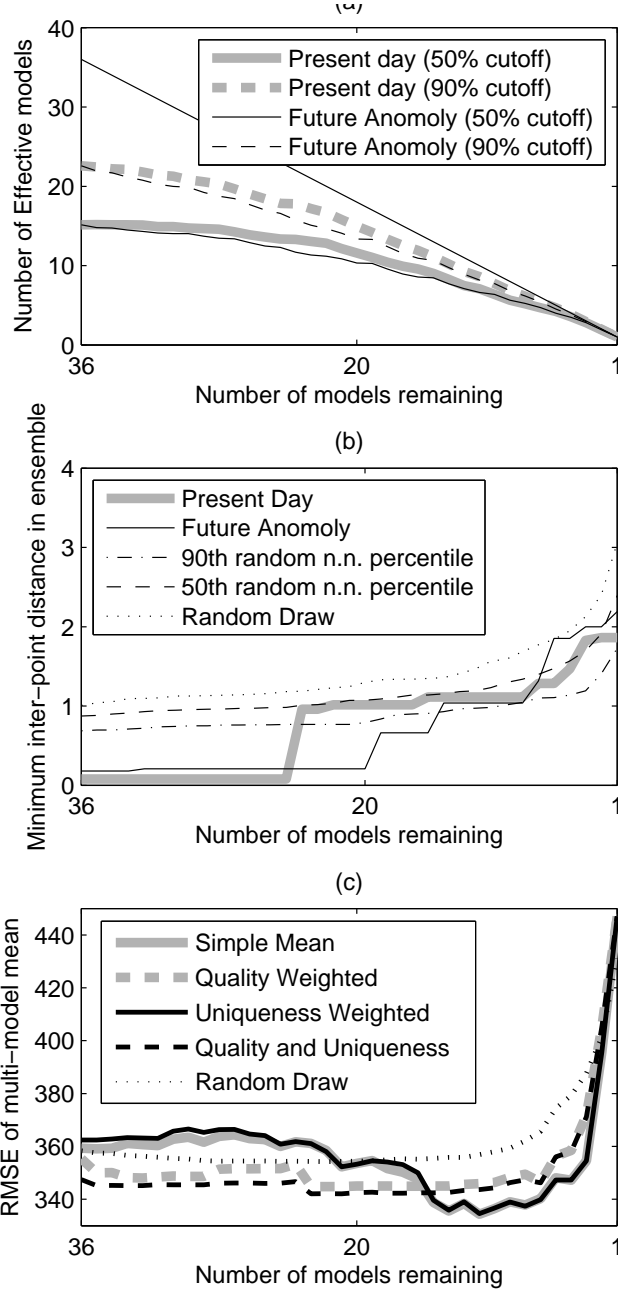 (a)
40
30
20
10
0
Number of Effective models
Present day (50% cutoff)
Present day (90% cutoff)
Future Anomoly (50% cutoff)
Future Anomoly (90% cutoff)
36
20
1
Number of models remaining
(b)
4
3
2
1
0
Minimum inter−point distance in ensemble
Present Day
Future Anomoly
90th random n.n. percentile
50th random n.n. percentile
Random Draw
36
20
1
Number of models remaining
(c)
440
420
400
380
360
340
RMSE of multi−model mean
Simple Mean
Quality Weighted
Uniqueness Weighted
Quality and Uniqueness
Random Draw
36
20
1
Number of models remaining